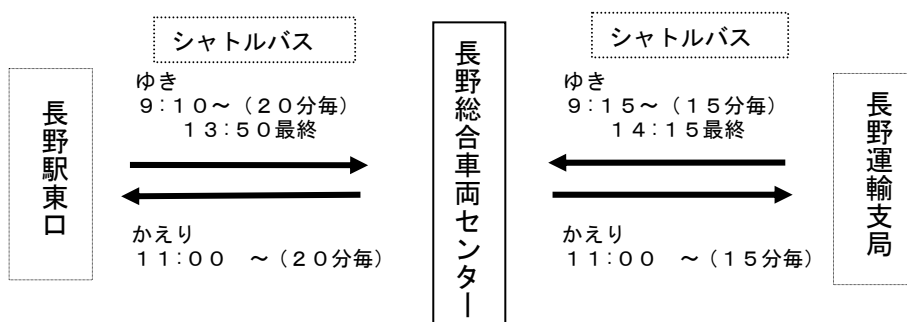 シャトルバス
ゆき
９：１０～（２０分毎）
１３：５０最終
かえり
１１：００　～（２０分毎）
長野駅東口
長野総合車両センター
シャトルバス
ゆき
９：１５～（１５分毎）
１４：１５最終
かえり
１１：００　～（１５分毎）
長野運輸支局